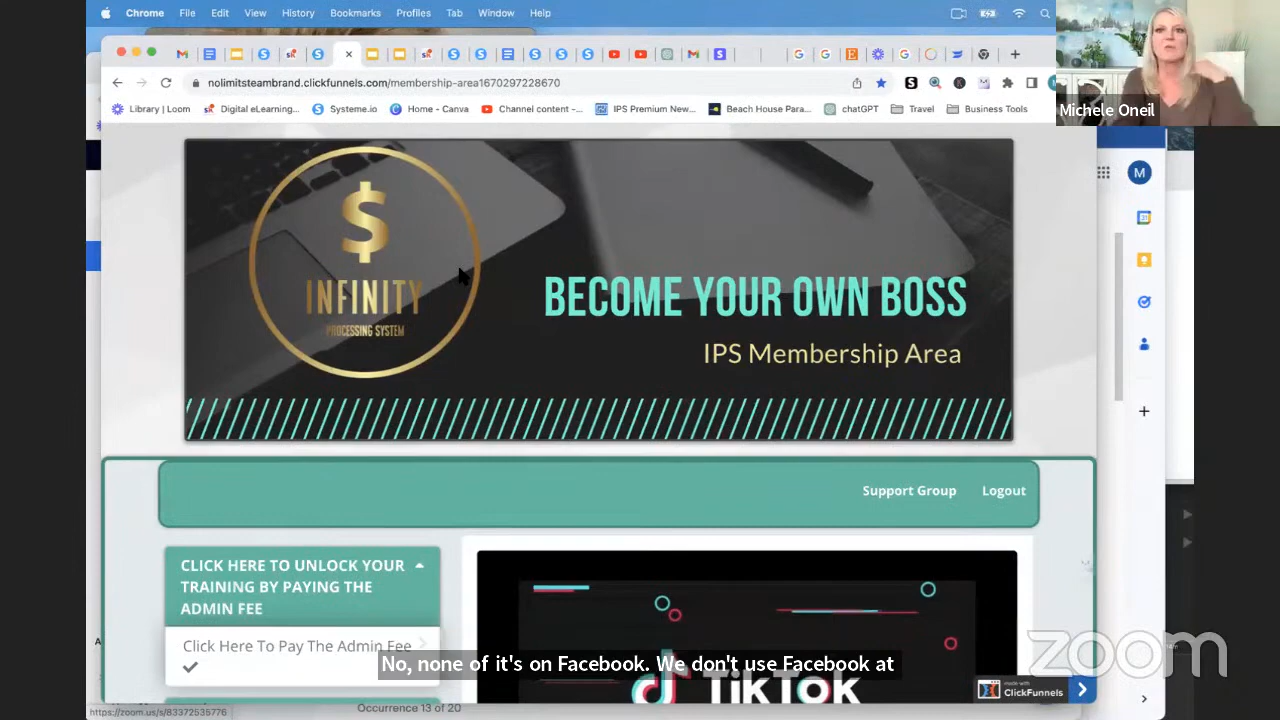 Chrome File Edit View History Bookmarks Profiles Tab Window Help
nolimitsteambrand.clickfunnels.com/membership-area1670297228670
Library | Loom Digital eLearning... Systeme.io Home - Canva Channel content -... IPS Premium New... Beach House Para... chatGPT Travel Business Tools
Michele Oneil
M
$
INFINITY
PROCESSING SYSTEM
BECOME YOUR OWN BOSS
IPS Membership Area
Support Group Logout
CLICK HERE TO UNLOCK YOUR
TRAINING BY PAYING THE
ADMIN FEE
Click Here To Pay The Admin Fee
No, none of it's on Facebook. We don't use Facebook at
TikTok
zoom
made with
ClickFunnels
https://zoom.us/s/83372535776
Occurrence 13 of 20